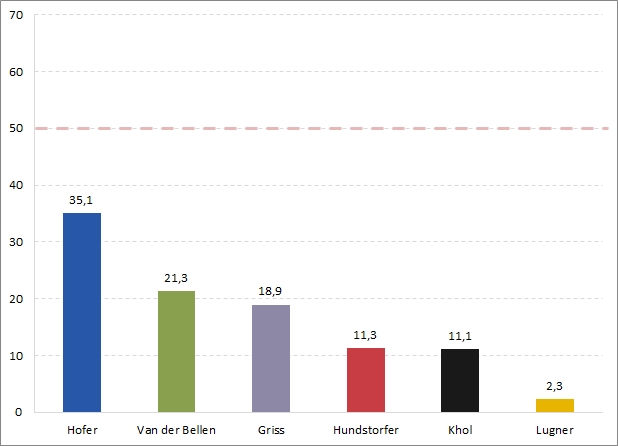 70
60
50
40
30
20
10
0
35,1
21,3
18,9
11,3
11,1
2,3
Hofer
Van der Bellen
Griss
Hundstorfer
Khol
Lugner